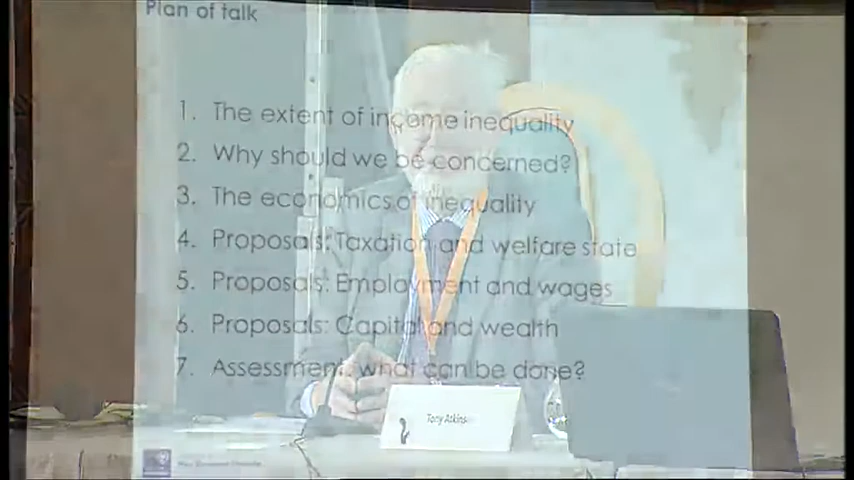 Plan of talk
1. The extent of income inequality
2. Why should we be concerned?
3. The economics of inequality
4. Proposals: Taxation and welfare state
5. Proposals: Employment and wages
6. Proposals: Capital and wealth
7. Assessment: what can be done?
Tony Atkinson